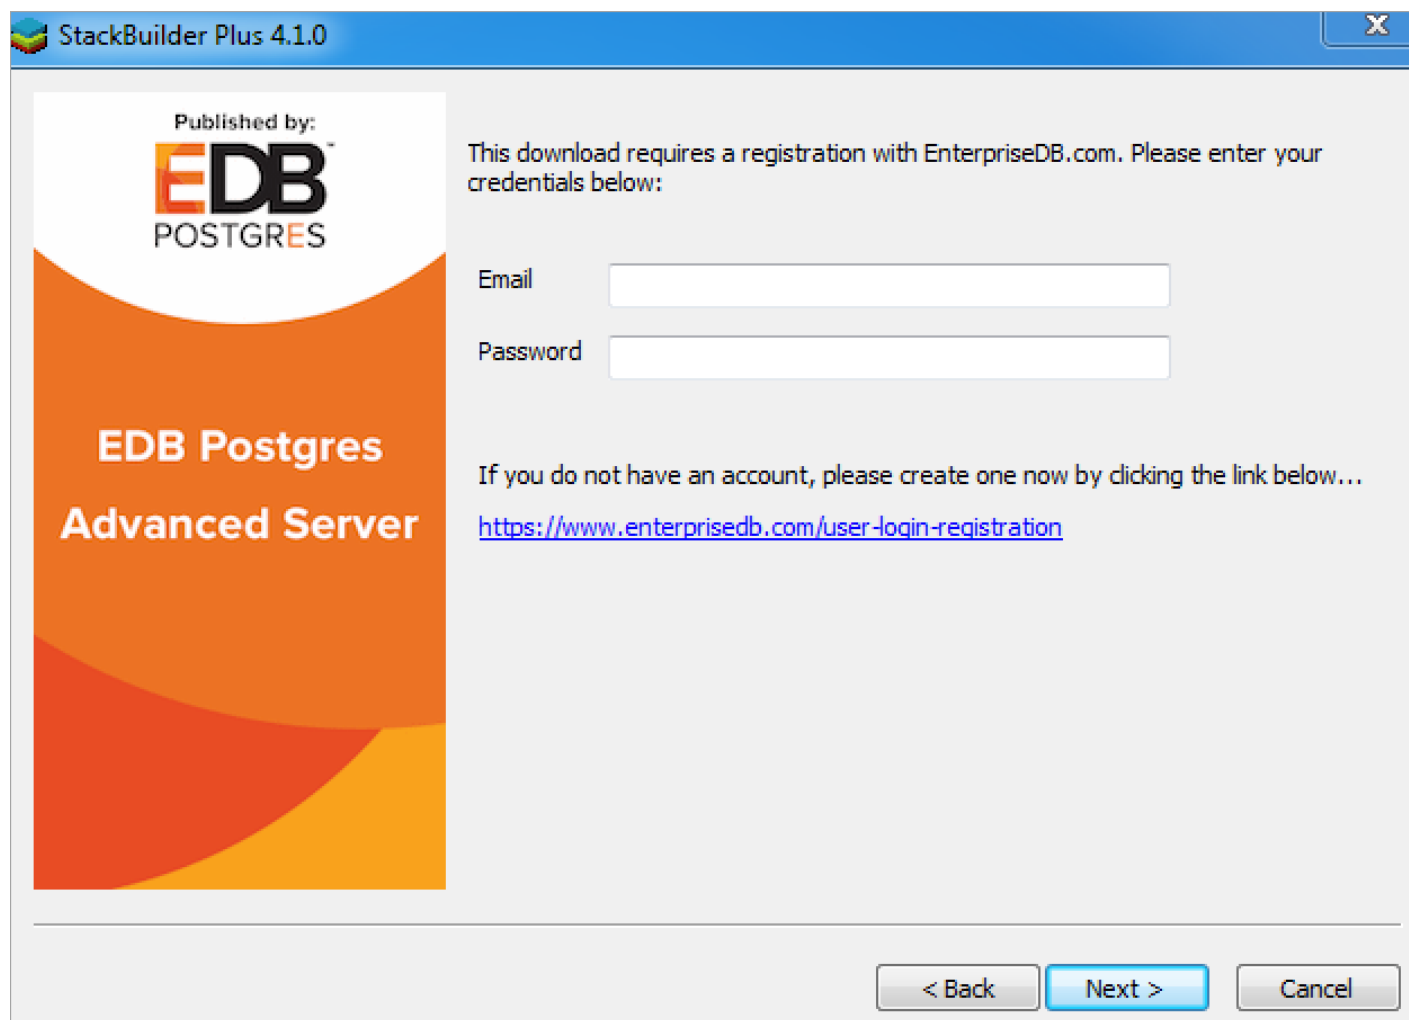 StackBuilder Plus 4.1.0
X
Published by:
EDB™
POSTGRES
EDB Postgres
Advanced Server
This download requires a registration with EnterpriseDB.com. Please enter your
credentials below:
Email
Password
If you do not have an account, please create one now by clicking the link below...
https://www.enterprisedb.com/user-login-registration
< Back
Next >
Cancel